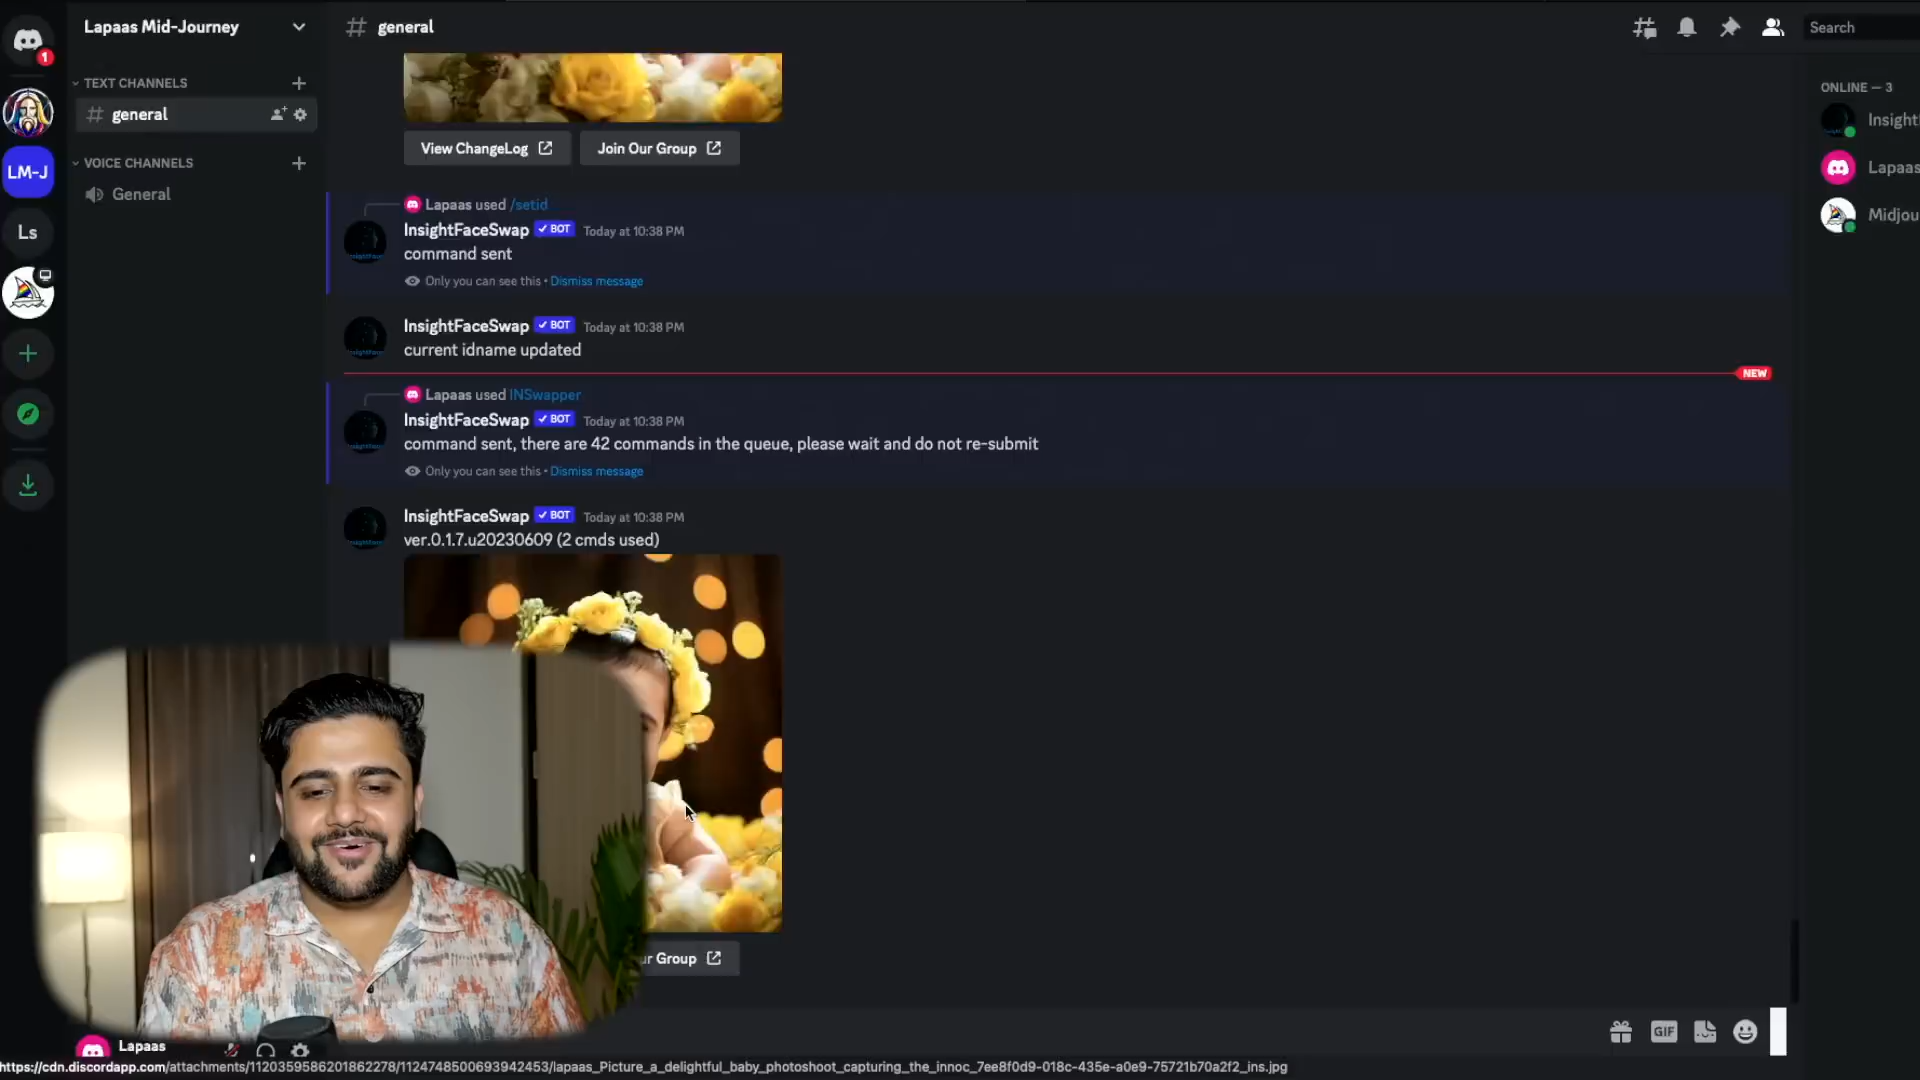 Lapaas Mid-Journey
# general
Search
1
TEXT CHANNELS
# general
VOICE CHANNELS
General
LM-J
Ls
View ChangeLog
Join Our Group
ONLINE — 3
Insight
Lapaas
Midjou
Lapaas used /setid
InsightFaceSwap BOT Today at 10:38 PM
command sent
Only you can see this • Dismiss message
InsightFaceSwap BOT Today at 10:38 PM
current idname updated
NEW
Lapaas used INSwapper
InsightFaceSwap BOT Today at 10:38 PM
command sent, there are 42 commands in the queue, please wait and do not re-submit
Only you can see this • Dismiss message
InsightFaceSwap BOT Today at 10:38 PM
ver.0.1.7.u20230609 (2 cmds used)
ur Group
GIF
Lapaas
https://cdn.discordapp.com/attachments/1120359586201862278/1124748500693942453/lapaas_Picture_a_delightful_baby_photoshoot_capturing_the_innoc_7ee8f0d9-018c-435e-a0e9-75721b70a2f2_ins.jpg